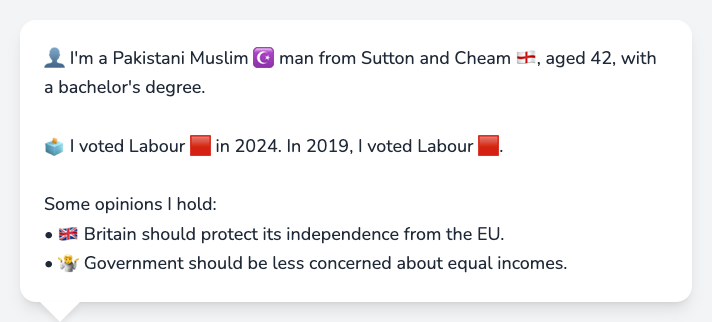 👤 I'm a Pakistani Muslim ☪️ man from Sutton and Cheam 🏴󠁧󠁢󠁥󠁮󠁧󠁿, aged 42, with
a bachelor's degree.
🗳️ I voted Labour 🟥 in 2024. In 2019, I voted Labour 🟥.
Some opinions I hold:
• 🇬🇧 Britain should protect its independence from the EU.
• 🤷 Government should be less concerned about equal incomes.